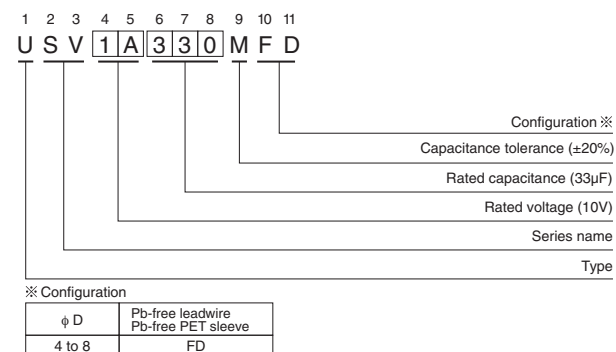 1 2 3 4 5 6 7 8 9 10 11
U S V 1 A 3 3 0 M F D
Configuration ※
Capacitance tolerance (±20%)
Rated capacitance (33µF)
Rated voltage (10V)
Series name
Type
※ Configuration
ϕ D
Pb-free leadwire
Pb-free PET sleeve
4 to 8
FD